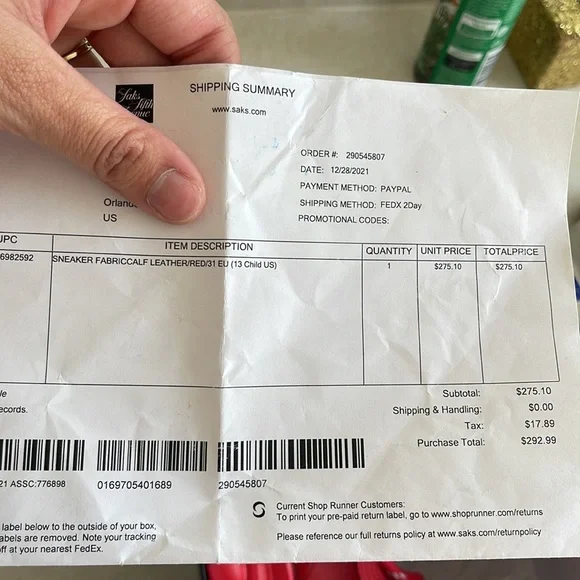 Saks
Fifth
Avenue
SHIPPING SUMMARY
www.saks.com
ORDER #: 290545807
DATE: 12/28/2021
PAYMENT METHOD: PAYPAL
SHIPPING METHOD: FEDX 2Day
PROMOTIONAL CODES:
US
UPC ITEM DESCRIPTION QUANTITY UNIT PRICE TOTALPRICE
6982592 SNEAKER FABRICCALF LEATHER/RED/31 EU (13 Child US) 1 $275.10 $275.10
Subtotal: $275.10
ecords.
Shipping & Handling: $0.00
Tax: $17.89
Purchase Total: $292.99
21 ASSC:776898 0169705401689 290545807
Current Shop Runner Customers:
To print your pre-paid return label, go to www.shoprunner.com/returns
Please reference our full returns policy at www.saks.com/returnpolicy
label below to the outside of your box,
abels are removed. Note your tracking
off at your nearest FedEx.